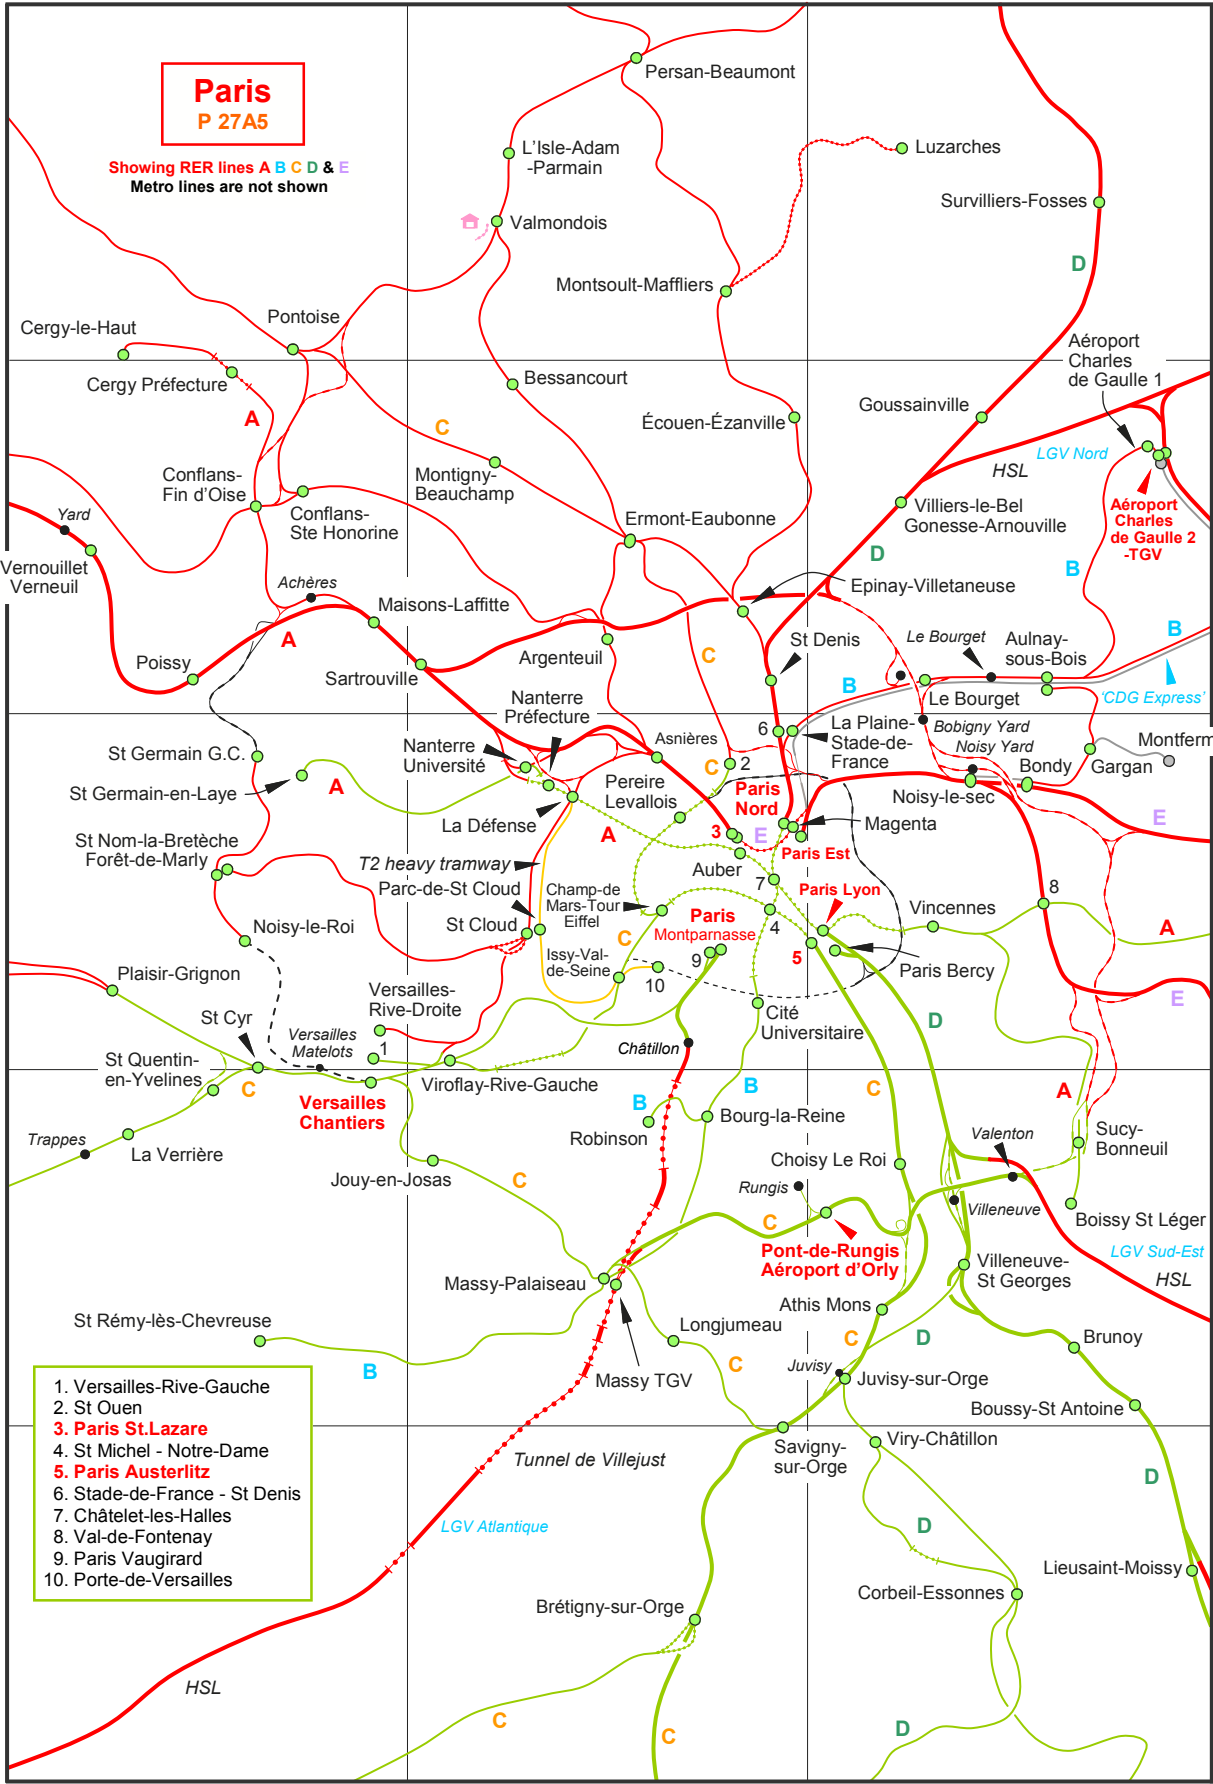 Paris
P 27A5
Showing RER lines A B C D & E
Metro lines are not shown
Persan-Beaumont
L'Isle-Adam
-Parmain
Luzarches
Valmondois
Survilliers-Fosses
D
Montsoult-Maffliers
Pontoise
Cergy-le-Haut
Cergy Préfecture
A
C
Bessancourt
Écouen-Ézanville
Goussainville
Aéroport
Charles
de Gaulle 1
LGV Nord
HSL
Conflans-
Fin d'Oise
Conflans-
Ste Honorine
Montigny-
Beauchamp
Ermont-Eaubonne
Villiers-le-Bel
Gonesse-Arnouville
Aéroport
Charles
de Gaulle 2
-TGV
Yard
Vernouillet
Verneuil
D
B
Achères
Maisons-Laffitte
Epinay-Villetaneuse
A
Poissy
Sartrouville
Argenteuil
C
St Denis
Le Bourget
Aulnay-
sous-Bois
B
B
Le Bourget
'CDG Express'
Nanterre
Préfecture
Nanterre
Université
Asnières
6
La Plaine-
Stade-de-
France
Bobigny Yard
Noisy Yard
Montferm
St Germain G.C.
St Germain-en-Laye
A
Pereire
Levallois
C
2
Paris
Nord
Bondy
Gargan
Noisy-le-sec
La Défense
A
3
E
Magenta
Paris Est
E
St Nom-la-Bretèche
Forêt-de-Marly
T2 heavy tramway
Parc-de-St Cloud
St Cloud
Champ-de
Mars-Tour
Eiffel
Auber
7
Paris Lyon
8
Noisy-le-Roi
Paris
Montparnasse
4
Vincennes
A
C
Issy-Val-
de-Seine
9
10
5
Paris Bercy
Plaisir-Grignon
Versailles-
Rive-Droite
Cité
Universitaire
D
E
St Cyr
Versailles
Matelots
1
Châtillon
St Quentin-
en-Yvelines
C
Versailles
Chantiers
Viroflay-Rive-Gauche
B
B
C
A
Trappes
La Verrière
Robinson
Bourg-la-Reine
Valenton
Sucy-
Bonneuil
Jouy-en-Josas
C
Choisy Le Roi
Rungis
C
Villeneuve
Boissy St Léger
Pont-de-Rungis
Aéroport d'Orly
LGV Sud-Est
HSL
Massy-Palaiseau
Villeneuve-
St Georges
Athis Mons
St Rémy-lès-Chevreuse
B
Longjumeau
C
C
D
Brunoy
Massy TGV
Juvisy
Juvisy-sur-Orge
Boussy-St Antoine
1. Versailles-Rive-Gauche
2. St Ouen
3. Paris St.Lazare
4. St Michel - Notre-Dame
5. Paris Austerlitz
6. Stade-de-France - St Denis
7. Châtelet-les-Halles
8. Val-de-Fontenay
9. Paris Vaugirard
10. Porte-de-Versailles
Tunnel de Villejust
Savigny-
sur-Orge
Viry-Châtillon
D
LGV Atlantique
D
Lieusaint-Moissy
Brétigny-sur-Orge
Corbeil-Essonnes
HSL
C
C
D